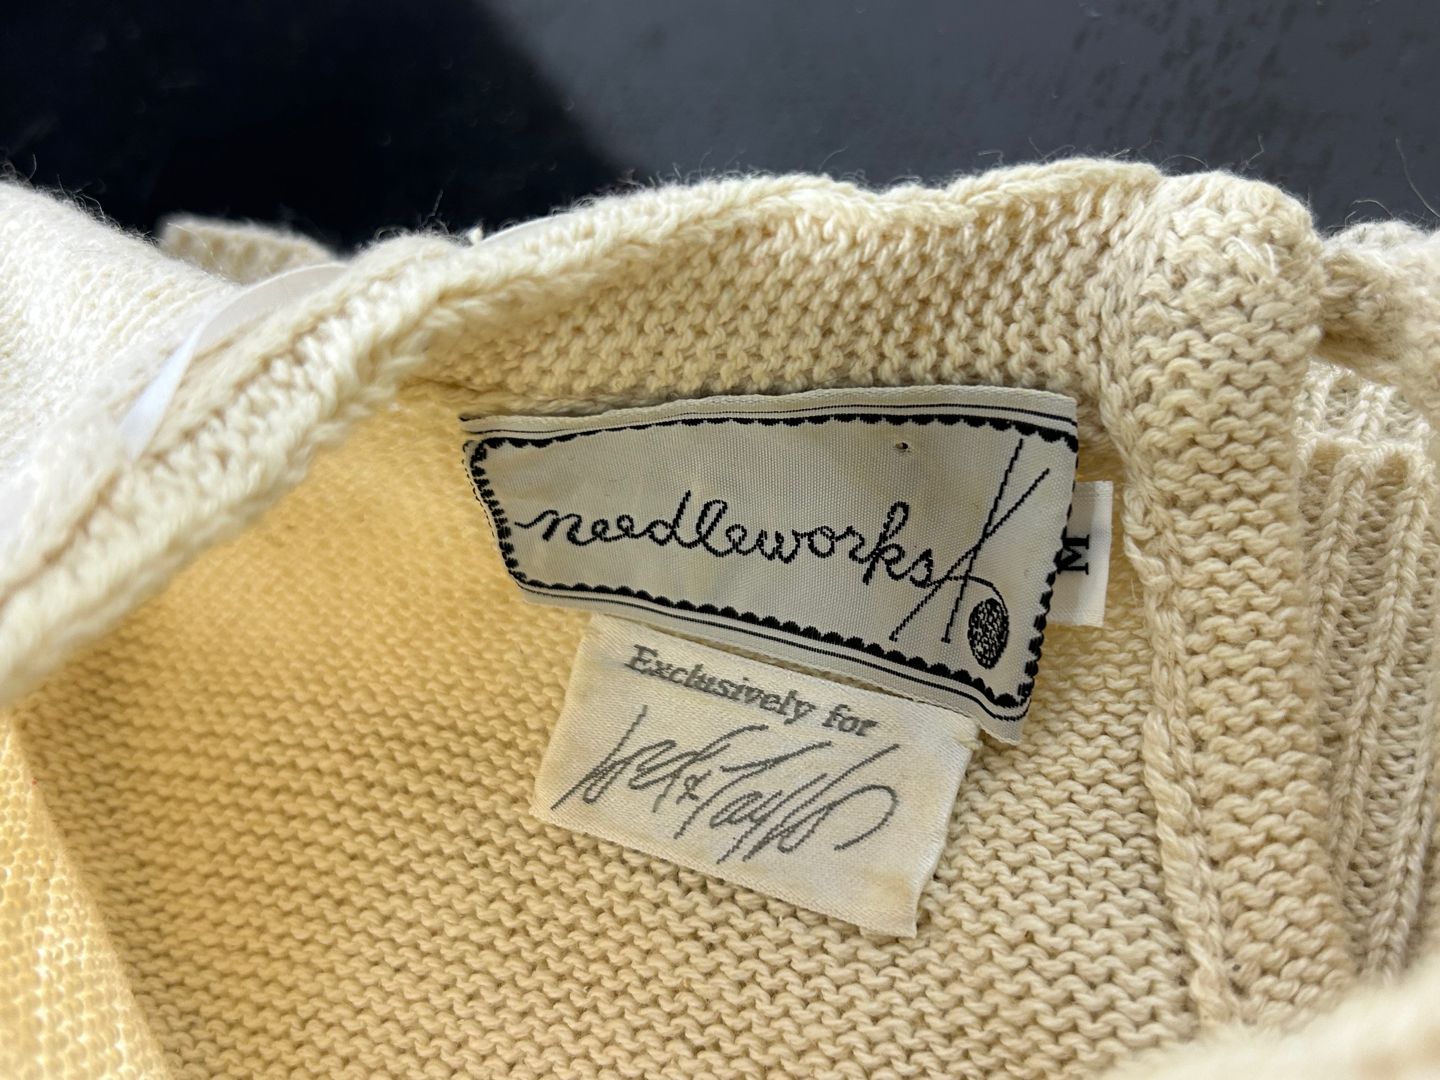 needleworks
M
Exclusively for
Lord & Taylor